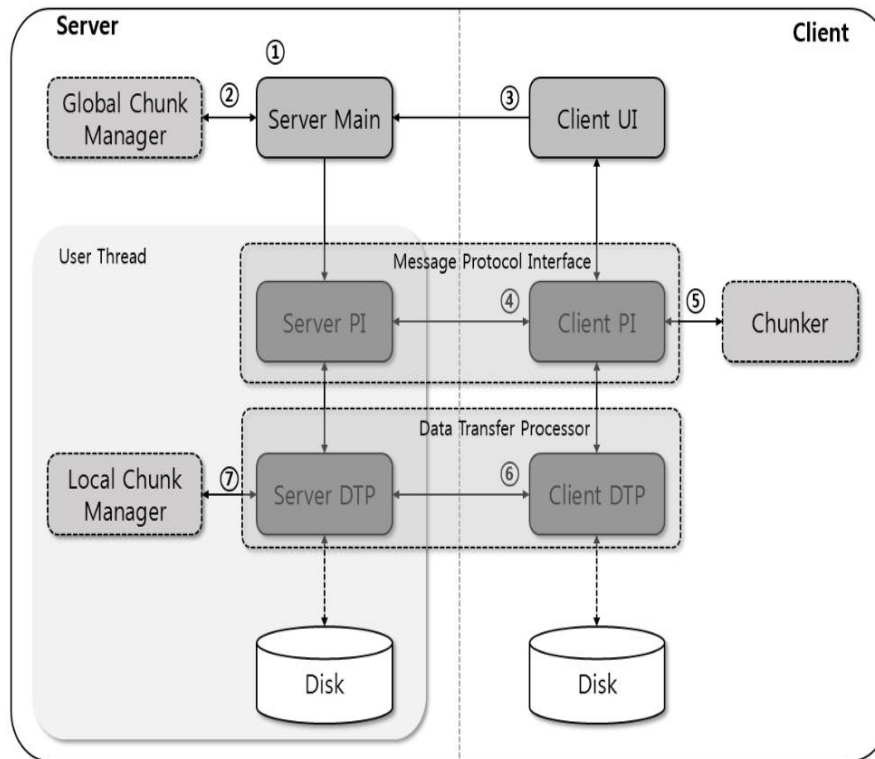 Server
Client
①
Global Chunk
Manager
②
Server Main
③
Client UI
User Thread
Message Protocol Interface
Server PI
④
Client PI
⑤
Chunker
Data Transfer Processor
Local Chunk
Manager
⑦
Server DTP
⑥
Client DTP
Disk
Disk